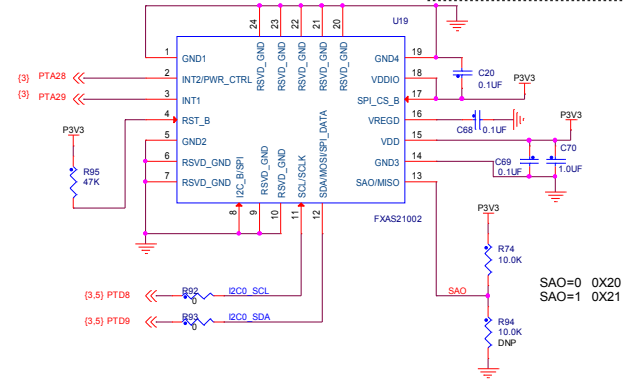 U19
24
23
22
21
20
RSVD_GND
RSVD_GND
RSVD_GND
RSVD_GND
RSVD_GND
1
GND1
GND4
19
{3} PTA28
2
INT2/PWR_CTRL
VDDIO
18
C20
0.1UF
P3V3
{3} PTA29
3
INT1
SPI_CS_B
17
P3V3
4
RST_B
VREGD
16
C68
0.1UF
P3V3
5
GND2
VDD
15
R95
47K
6
RSVD_GND
GND3
14
C69
0.1UF
C70
1.0UF
7
RSVD_GND
SAO/MISO
13
I2C_B/SPI
RSVD_GND
RSVD_GND
SCL/SCLK
SDA/MOSI/SPI_DATA
8
9
10
11
12
FXAS21002
P3V3
R74
10.0K
{3,5} PTD8
R92
0
I2C0_SCL
SAO
SAO=0 0X20
SAO=1 0X21
{3,5} PTD9
R93
0
I2C0_SDA
R94
10.0K
DNP